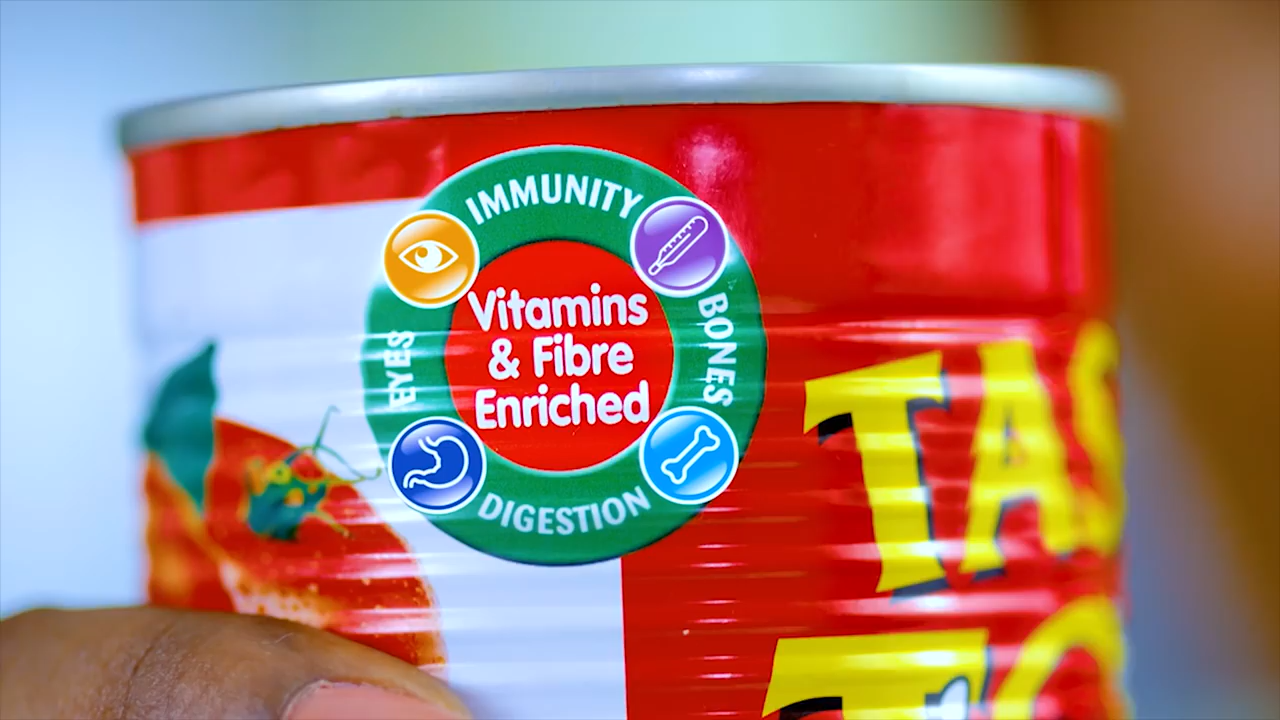 IMMUNITY
EYES
Vitamins
& Fibre
Enriched
BONES
DIGESTION